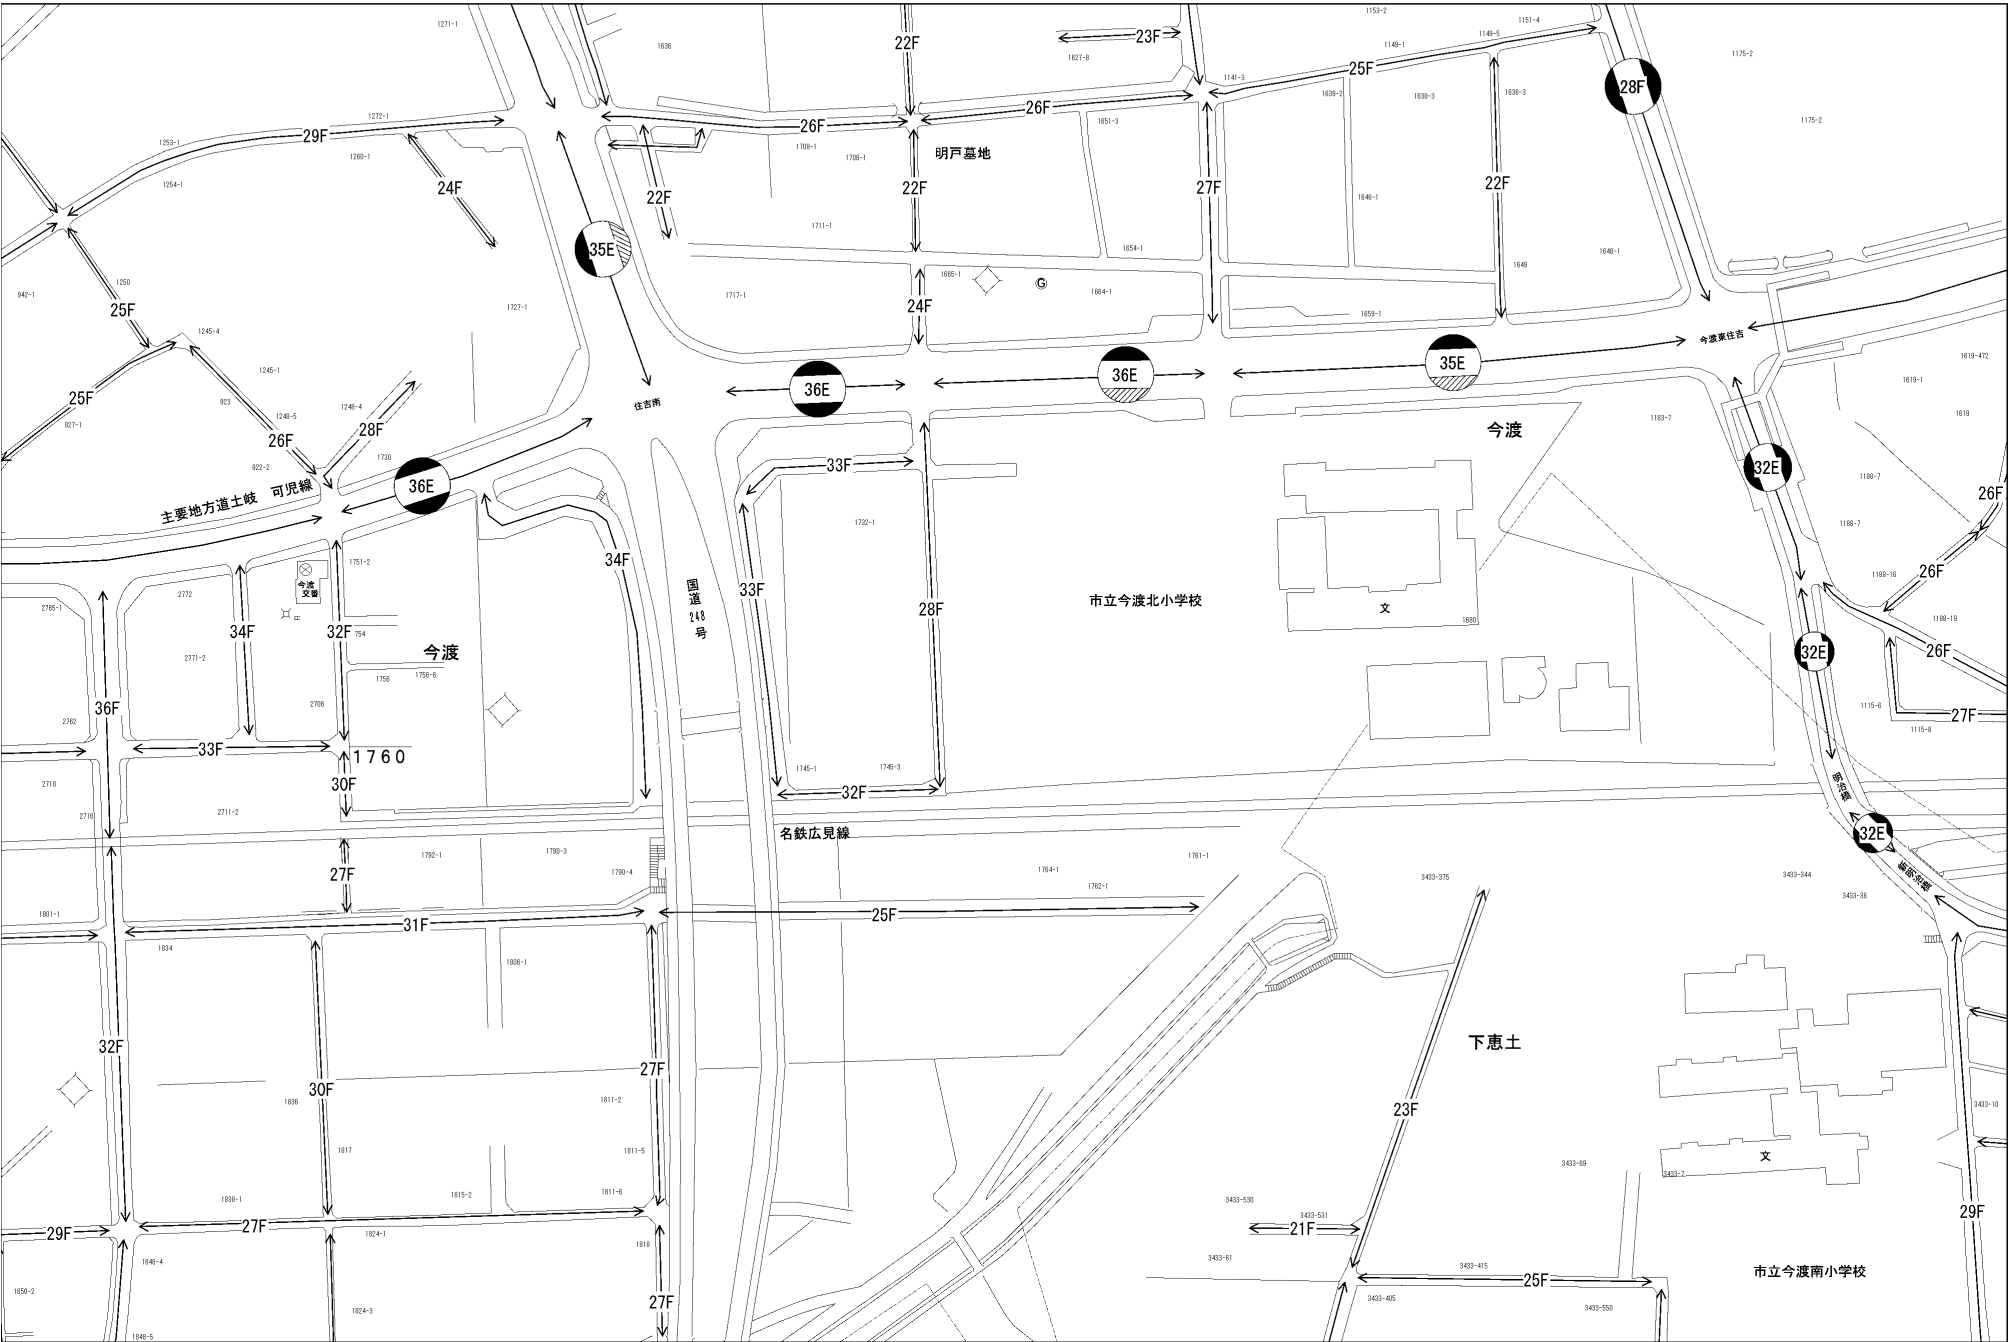 1271-1
1636
22F
23F
1627-8
1153-2
1151-4
1149-5
1149-1
25F
1175-2
28F
1141-3
1639-2
1638-3
1636-3
1175-2
1272-1
29F
1253-1
1260-1
1254-1
26F
26F
1651-3
1708-1
1708-1
明戸墓地
24F
22F
22F
27F
22F
1646-1
1711-1
35E
1654-1
1648-1
1649
1250
942-1
25F
1665-1
G
1664-1
1717-1
24F
1727-1
1659-1
1245-4
今渡東住吉
1619-472
35E
36E
36E
1245-1
1619-1
25F
923
1248-5
1248-4
住吉南
927-1
28F
26F
1183-7
1619
今渡
922-2
1730
33F
32E
1188-7
36E
主要地方道土岐 可児線
26F
1732-1
1188-7
34F
1751-2
今渡
交番
2772
2765-1
国道248号
33F
28F
市立今渡北小学校
文
1680
1188-16
26F
1188-19
34F
32F
754
2771-2
今渡
32E
26F
1756
1756-6
36F
2706
2762
1115-6
27F
1115-8
33F
1760
30F
2718
1745-1
1745-3
32F
明治橋
2716
2711-2
名鉄広見線
32E
1792-1
1790-3
1790-4
27F
1764-1
1761-1
1762-1
3433-375
3433-344
新明治橋
3433-36
1801-1
31F
25F
1834
1806-1
32F
下恵土
27F
30F
1836
1811-2
23F
3433-10
1817
1811-5
3433-69
文
3433-7
1838-1
1815-2
1811-6
3433-530
3433-531
29F
29F
27F
1824-1
1818
21F
1848-4
3433-61
3433-415
25F
市立今渡南小学校
1850-2
27F
1824-3
3433-405
3433-550
1848-5